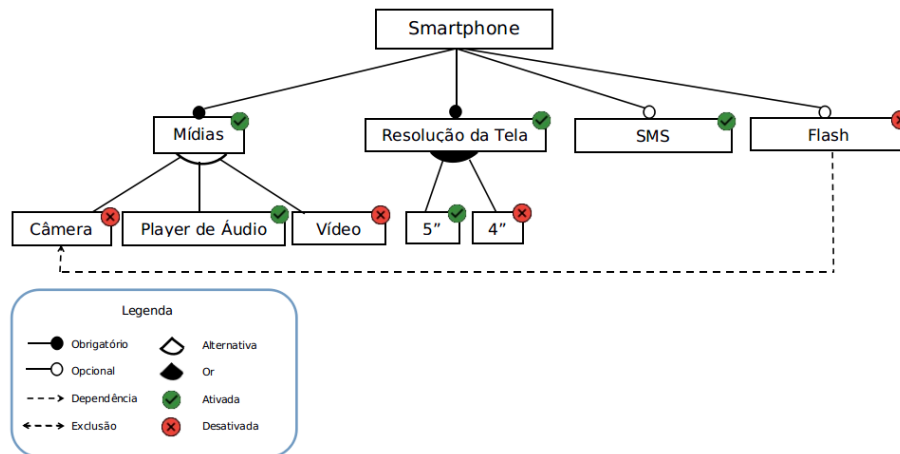 Smartphone
Mídias
Resolução da Tela
SMS
Flash
Câmera
Player de Áudio
Vídeo
5”
4”
Legenda
Obrigatório
Alternativa
Opcional
Or
Dependência
Ativada
Exclusão
Desativada